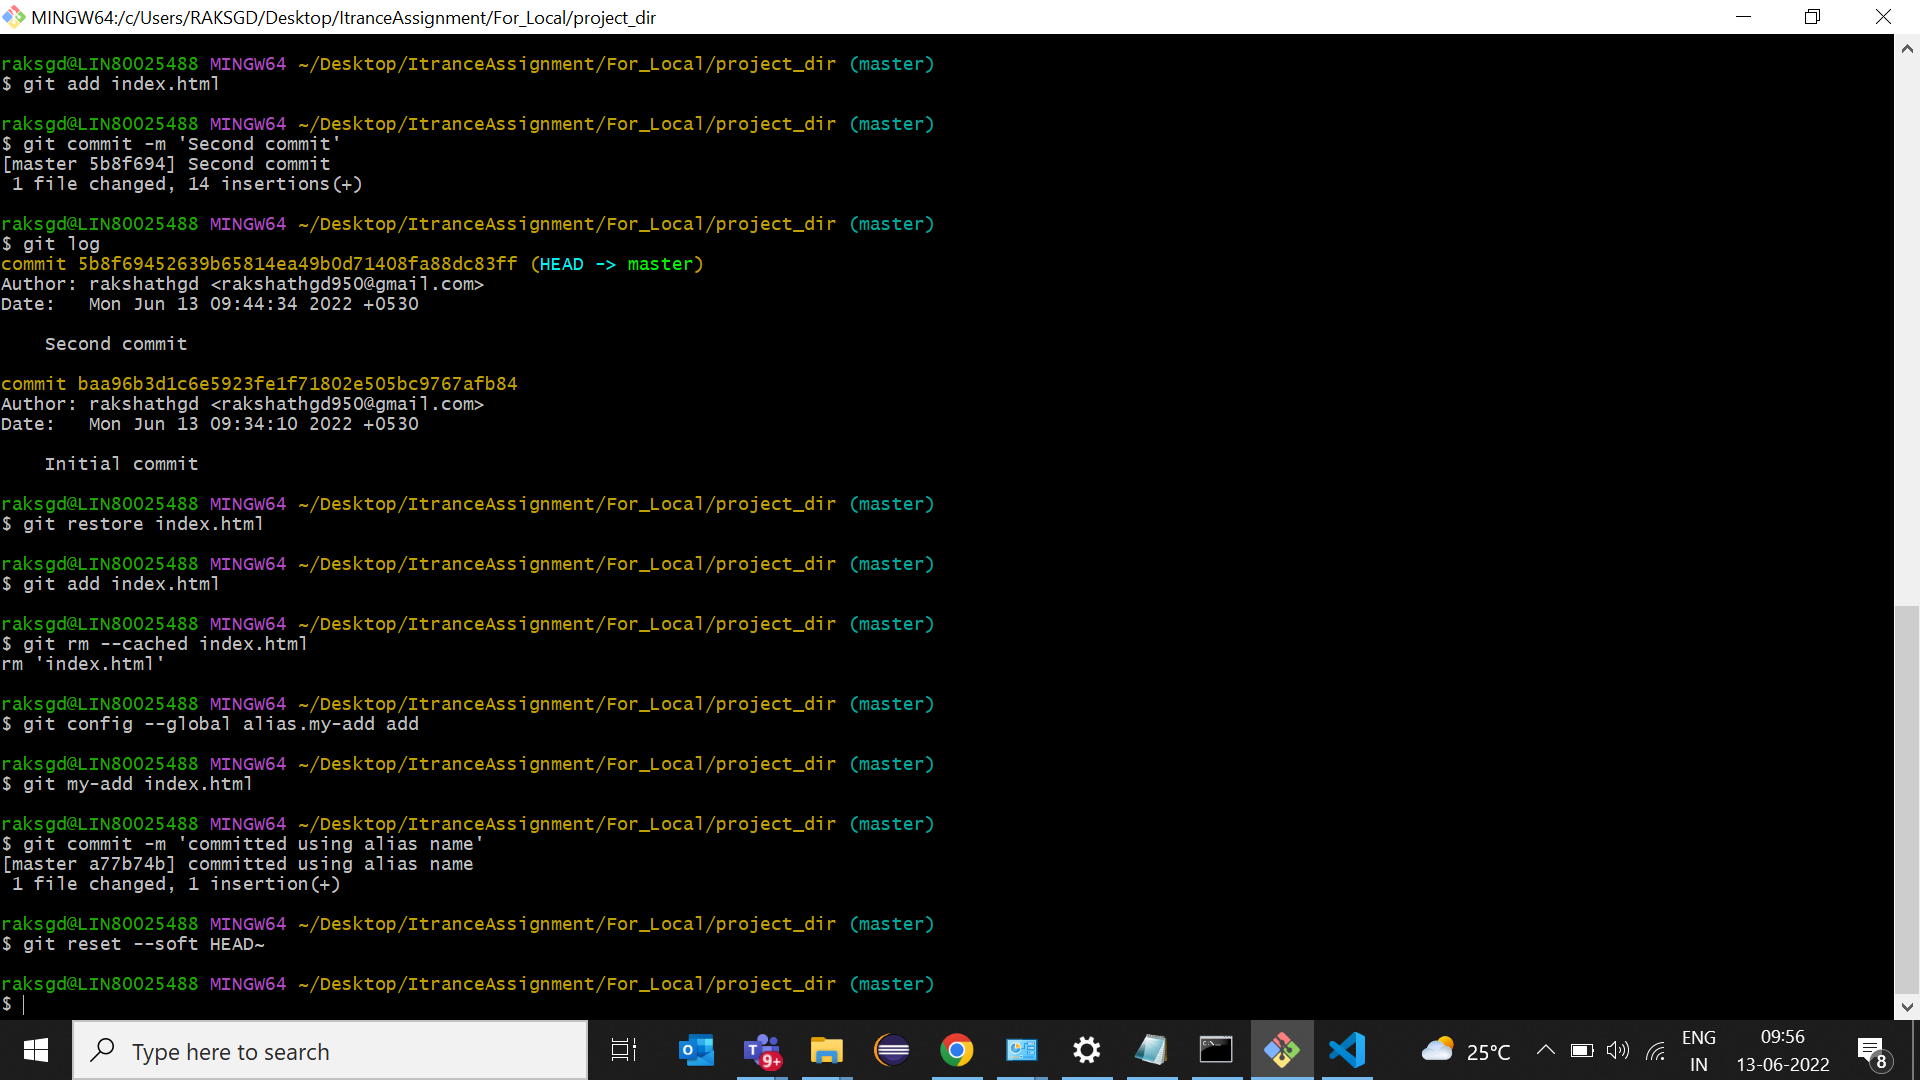 MINGW64:/c/Users/RAKSGD/Desktop/ItranceAssignment/For_Local/project_dir
raksgd@LIN80025488 MINGW64 ~/Desktop/ItranceAssignment/For_Local/project_dir (master)
$ git add index.html
raksgd@LIN80025488 MINGW64 ~/Desktop/ItranceAssignment/For_Local/project_dir (master)
$ git commit -m 'Second commit'
[master 5b8f694] Second commit
 1 file changed, 14 insertions(+)
raksgd@LIN80025488 MINGW64 ~/Desktop/ItranceAssignment/For_Local/project_dir (master)
$ git log
commit 5b8f69452639b65814ea49b0d71408fa88dc83ff (HEAD -> master)
Author: rakshathgd <rakshathgd950@gmail.com>
Date:   Mon Jun 13 09:44:34 2022 +0530
    Second commit
commit baa96b3d1c6e5923fe1f71802e505bc9767afb84
Author: rakshathgd <rakshathgd950@gmail.com>
Date:   Mon Jun 13 09:34:10 2022 +0530
    Initial commit
raksgd@LIN80025488 MINGW64 ~/Desktop/ItranceAssignment/For_Local/project_dir (master)
$ git restore index.html
raksgd@LIN80025488 MINGW64 ~/Desktop/ItranceAssignment/For_Local/project_dir (master)
$ git add index.html
raksgd@LIN80025488 MINGW64 ~/Desktop/ItranceAssignment/For_Local/project_dir (master)
$ git rm --cached index.html
rm 'index.html'
raksgd@LIN80025488 MINGW64 ~/Desktop/ItranceAssignment/For_Local/project_dir (master)
$ git config --global alias.my-add add
raksgd@LIN80025488 MINGW64 ~/Desktop/ItranceAssignment/For_Local/project_dir (master)
$ git my-add index.html
raksgd@LIN80025488 MINGW64 ~/Desktop/ItranceAssignment/For_Local/project_dir (master)
$ git commit -m 'committed using alias name'
[master a77b74b] committed using alias name
 1 file changed, 1 insertion(+)
raksgd@LIN80025488 MINGW64 ~/Desktop/ItranceAssignment/For_Local/project_dir (master)
$ git reset --soft HEAD~
raksgd@LIN80025488 MINGW64 ~/Desktop/ItranceAssignment/For_Local/project_dir (master)
$
Type here to search
9+
25°C
ENG
IN
09:56
13-06-2022
8